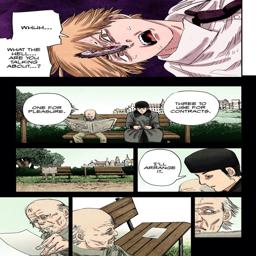 WHUH...
WHAT THE
HELL...
ARE YOU
TALKING
ABOUT...?
ONE FOR
PLEASURE.
THREE TO
USE FOR
CONTRACTS.
I'LL
ARRANGE
IT.